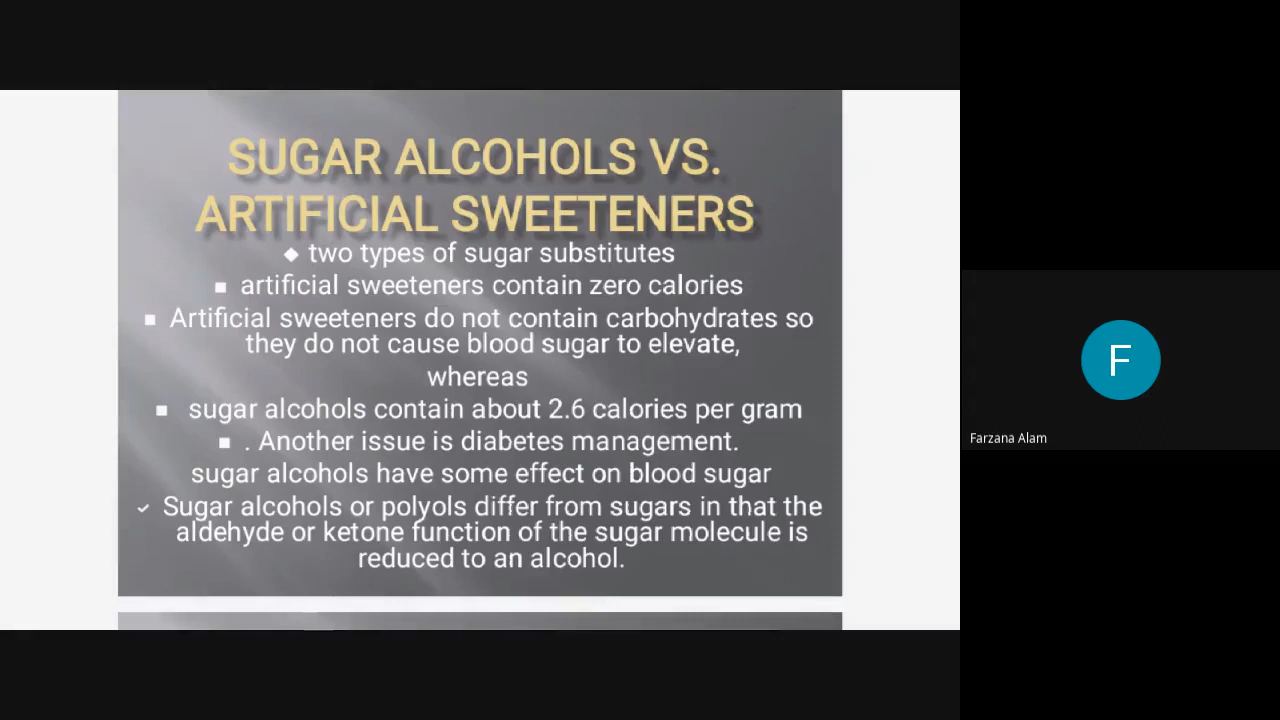 SUGAR ALCOHOLS VS.
ARTIFICIAL SWEETENERS
◆ two types of sugar substitutes
■ artificial sweeteners contain zero calories
■ Artificial sweeteners do not contain carbohydrates so
they do not cause blood sugar to elevate,
whereas
■ sugar alcohols contain about 2.6 calories per gram
■ . Another issue is diabetes management.
sugar alcohols have some effect on blood sugar
✓ Sugar alcohols or polyols differ from sugars in that the
aldehyde or ketone function of the sugar molecule is
reduced to an alcohol.
F
Farzana Alam